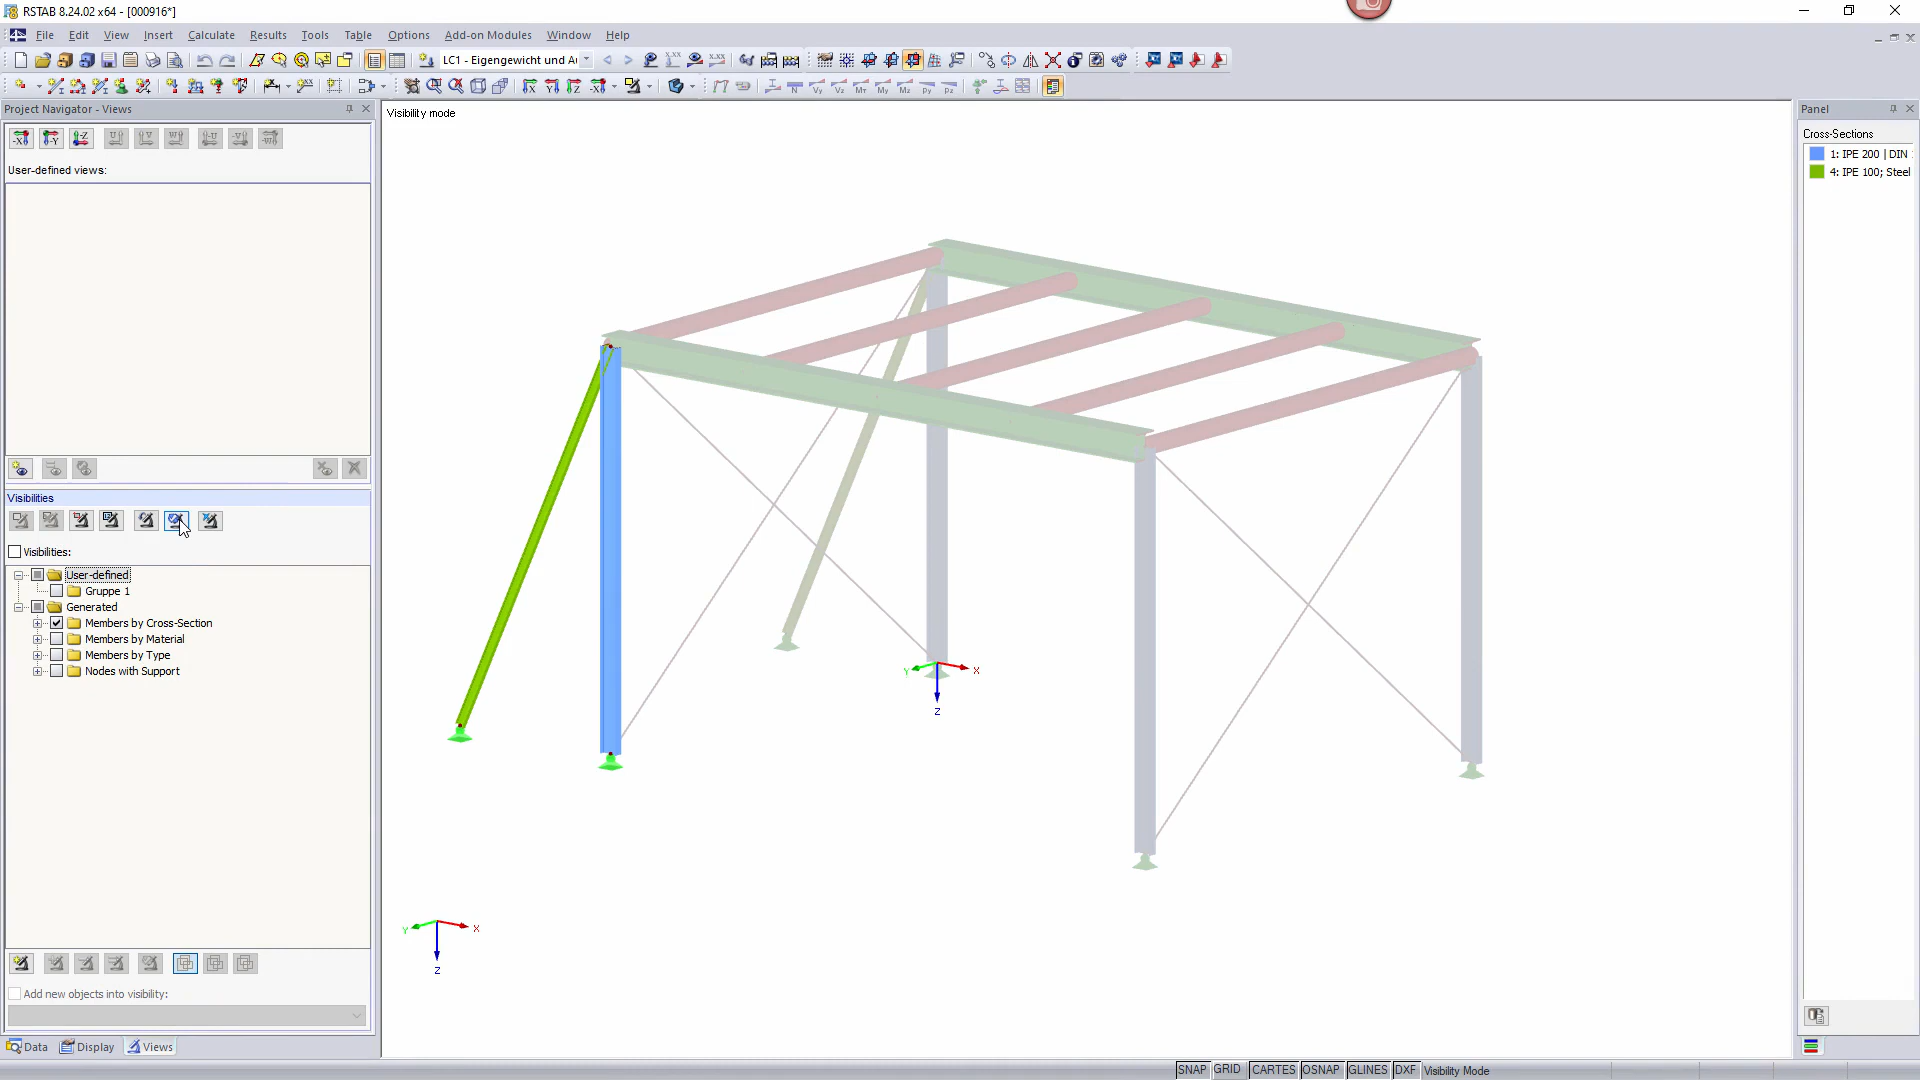 RSTAB 8.24.02 x64 - [000916*]
File Edit View Insert Calculate Results Tools Table Options Add-on Modules Window Help
LC1 - Eigengewicht und Au
Project Navigator - Views
Visibility mode
Panel
Cross-Sections
1: IPE 200 | DIN
4: IPE 100; Steel
User-defined views:
Visibilities
Visibilities:
User-defined
Gruppe 1
Generated
Members by Cross-Section
Members by Material
Members by Type
Nodes with Support
Y X
Z
Y X
Z
Add new objects into visibility:
Data Display Views
SNAP GRID CARTES OSNAP GLINES DXF Visibility Mode